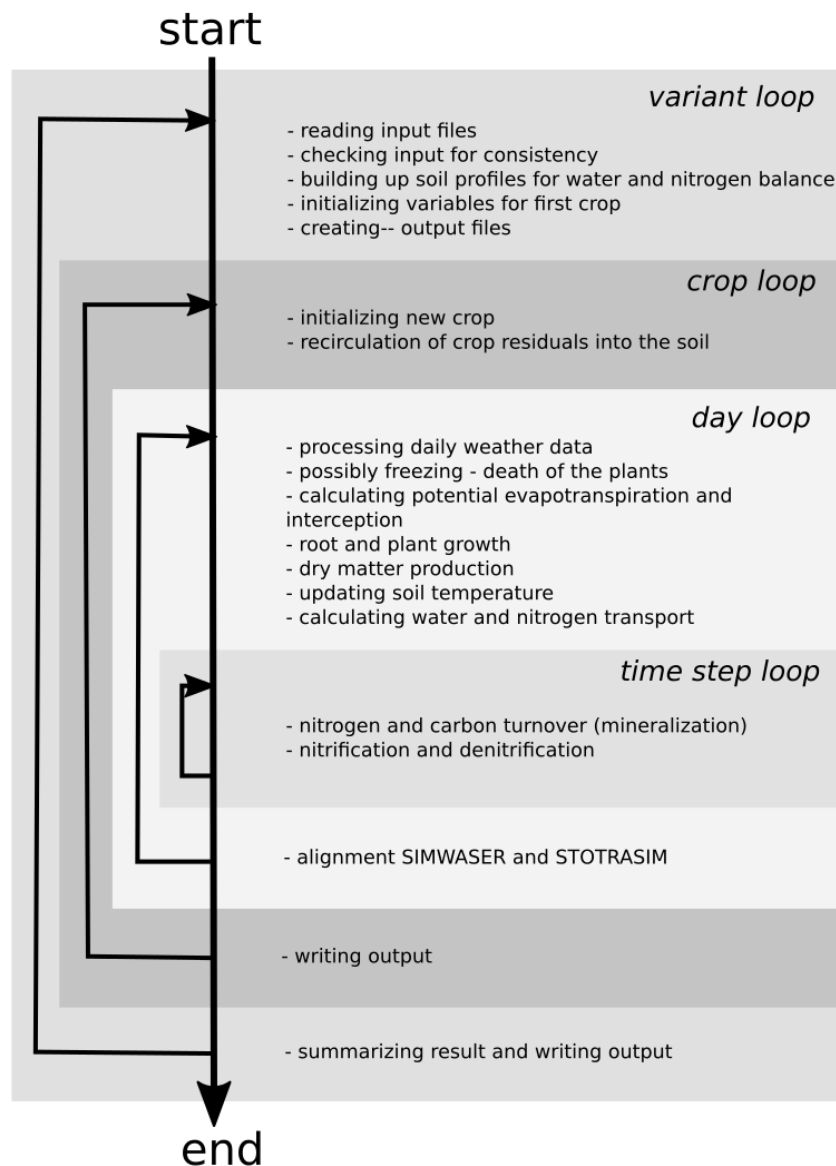 start
variant loop
- reading input files
- checking input for consistency
- building up soil profiles for water and nitrogen balance
- initializing variables for first crop
- creating-- output files
crop loop
- initializing new crop
- recirculation of crop residuals into the soil
day loop
- processing daily weather data
- possibly freezing - death of the plants
- calculating potential evapotranspiration and
interception
- root and plant growth
- dry matter production
- updating soil temperature
- calculating water and nitrogen transport
time step loop
- nitrogen and carbon turnover (mineralization)
- nitrification and denitrification
- alignment SIMWASER and STOTRASIM
- writing output
- summarizing result and writing output
end